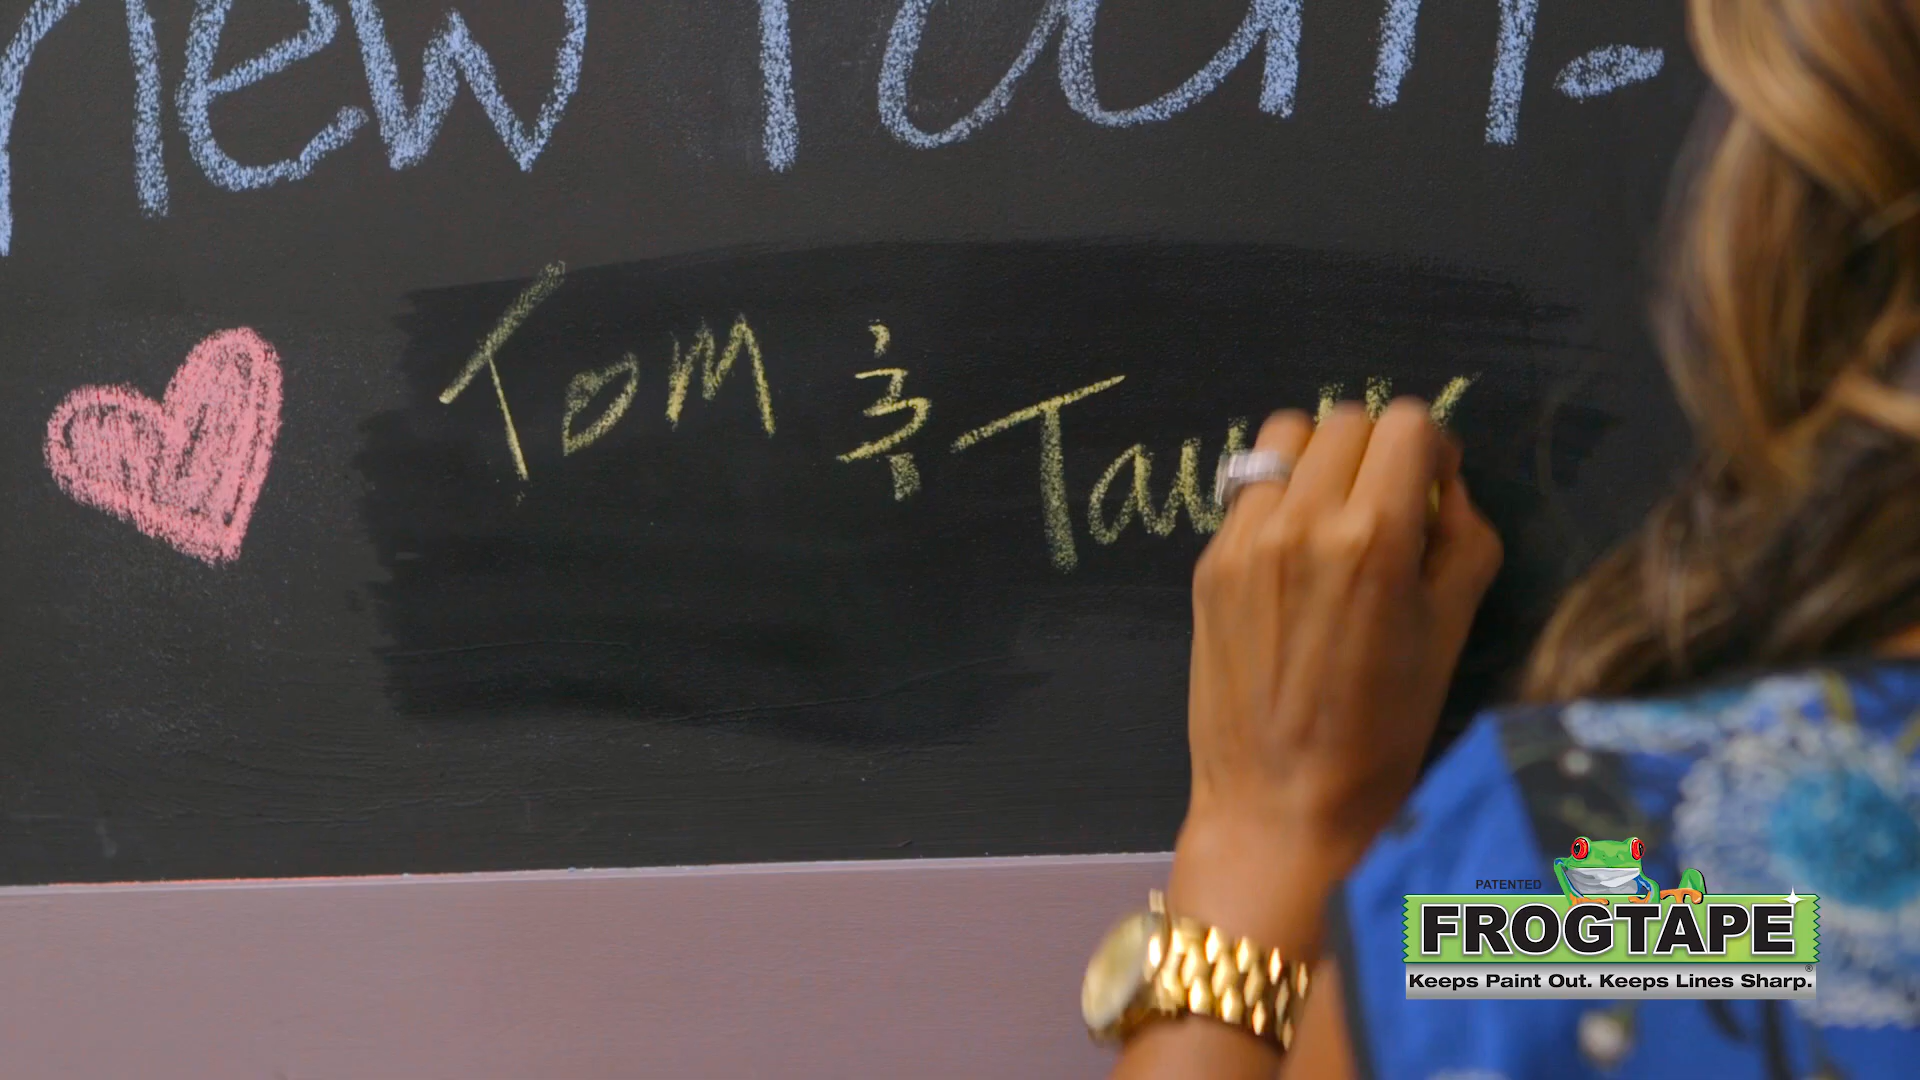 new
Tom &
PATENTED
FROGTAPE
Keeps Paint Out. Keeps Lines Sharp.®